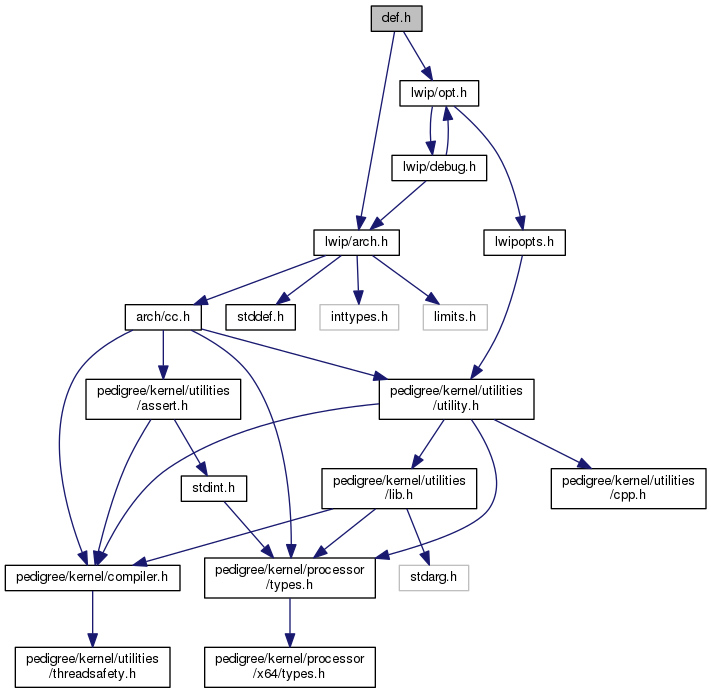 def.h
lwip/opt.h
lwip/debug.h
lwip/arch.h
lwipopts.h
arch/cc.h
stddef.h
inttypes.h
limits.h
pedigree/kernel/utilities
/assert.h
pedigree/kernel/utilities
/utility.h
stdint.h
pedigree/kernel/utilities
/lib.h
pedigree/kernel/utilities
/cpp.h
pedigree/kernel/compiler.h
pedigree/kernel/processor
/types.h
stdarg.h
pedigree/kernel/utilities
/threadsafety.h
pedigree/kernel/processor
/x64/types.h